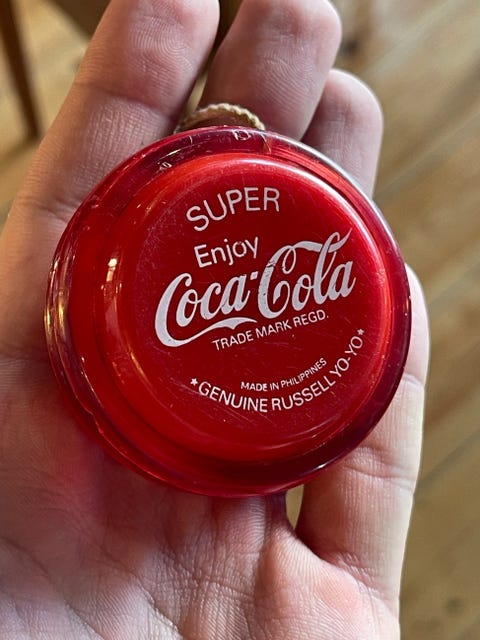 SUPER
Enjoy
Coca-Cola
TRADE MARK REGD.
MADE IN PHILIPPINES
★GENUINE RUSSELL YO-YO★